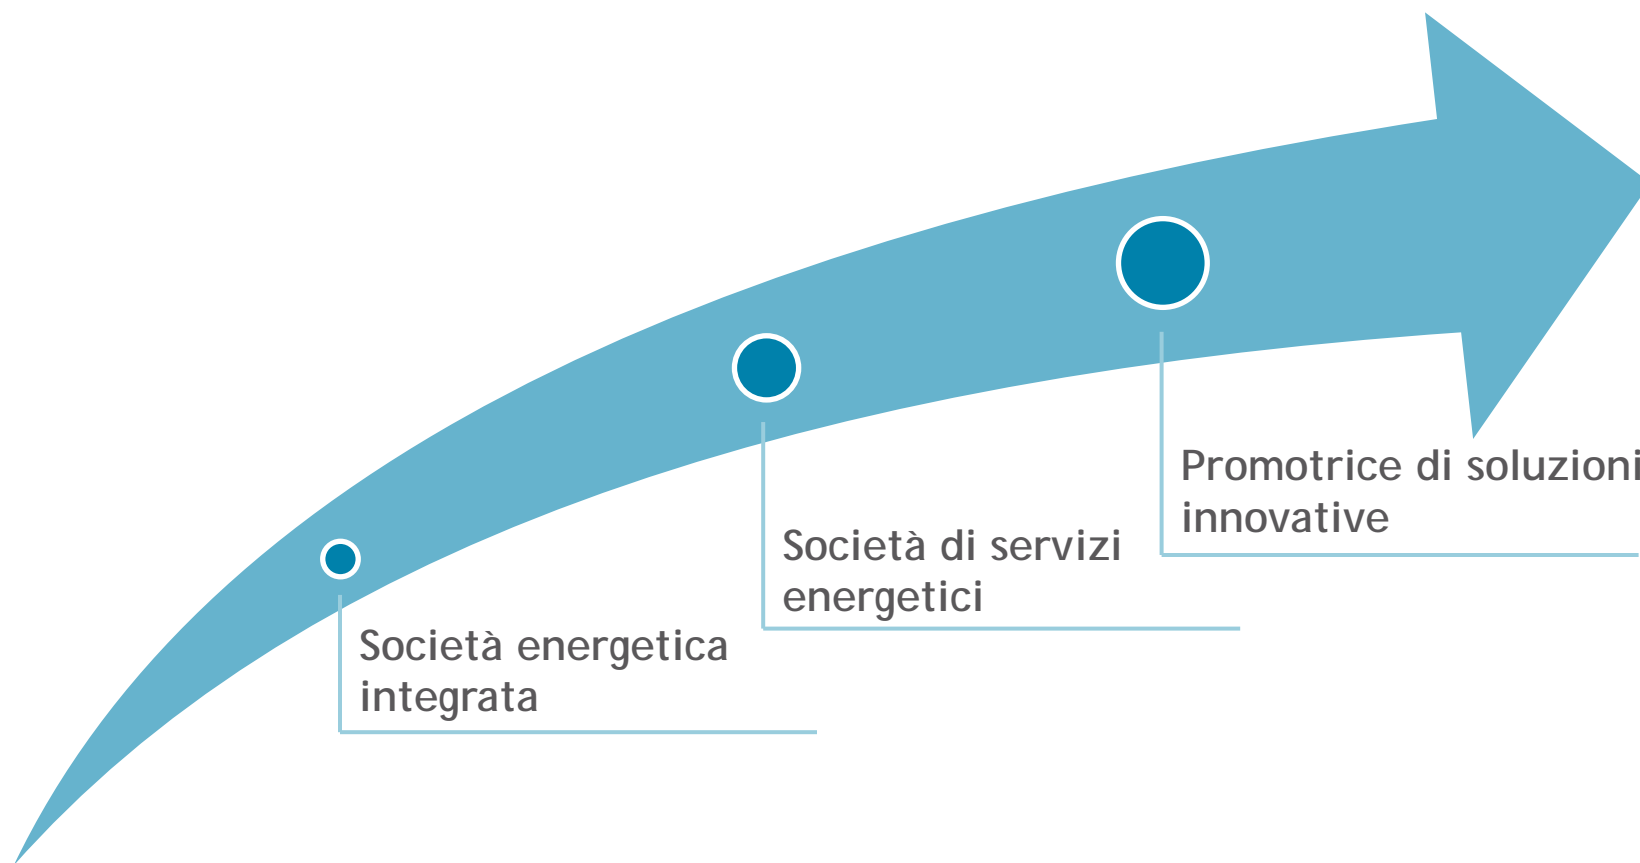 Società energetica
integrata
Società di servizi
energetici
Promotrice di soluzioni
innovative